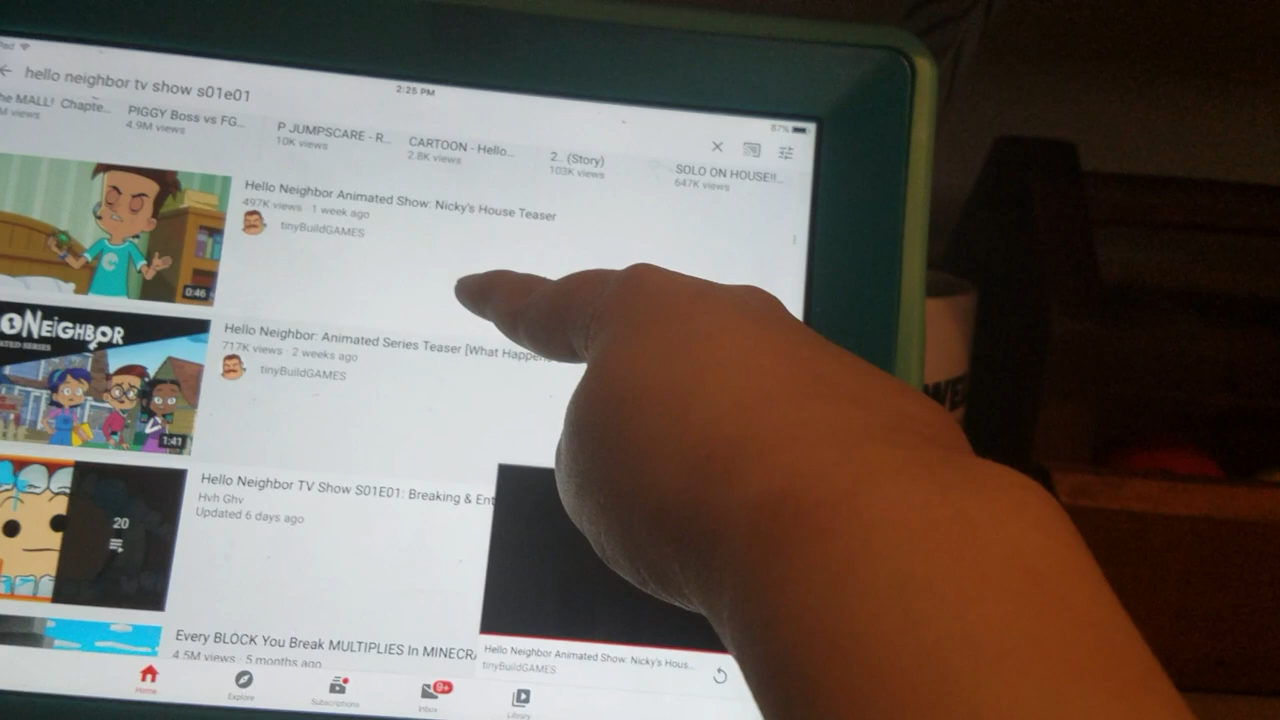 hello neighbor tv show s01e01
2:25 PM
87%
he MALL! Chapte...
M views
PIGGY Boss vs FG...
4.9M views
P JUMPSCARE - R...
10K views
CARTOON - Hello...
2.8K views
2.. (Story)
103K views
SOLO ON HOUSE!!...
647K views
Hello Neighbor Animated Show: Nicky's House Teaser
497K views · 1 week ago
tinyBuildGAMES
0:46
NEIGHBOR
Hello Neighbor: Animated Series Teaser [What Happen
717K views · 2 weeks ago
tinyBuildGAMES
1:41
Hello Neighbor TV Show S01E01: Breaking & Ent
Hvh Ghv
Updated 6 days ago
20
Every BLOCK You Break MULTIPLIES In MINECRA
4.5M views · 5 months ago
Hello Neighbor Animated Show: Nicky's Hous...
tinyBuildGAMES
Home
Explore
Subscriptions
9+
Inbox
Library